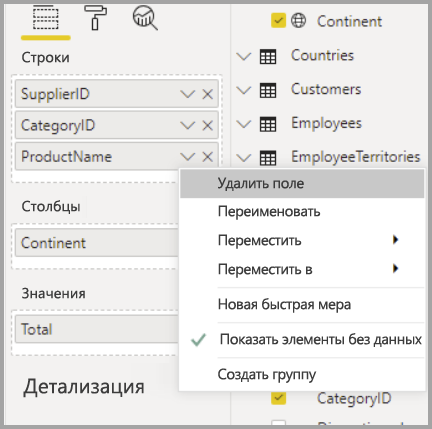 Строки
SupplierID
CategoryID
ProductName
Столбцы
Continent
Значения
Total
Детализация
Continent
Countries
Customers
Employees
EmployeeTerritories
Удалить поле
Переименовать
Переместить
Переместить в
Новая быстрая мера
Показать элементы без данных
Создать группу
CategoryID